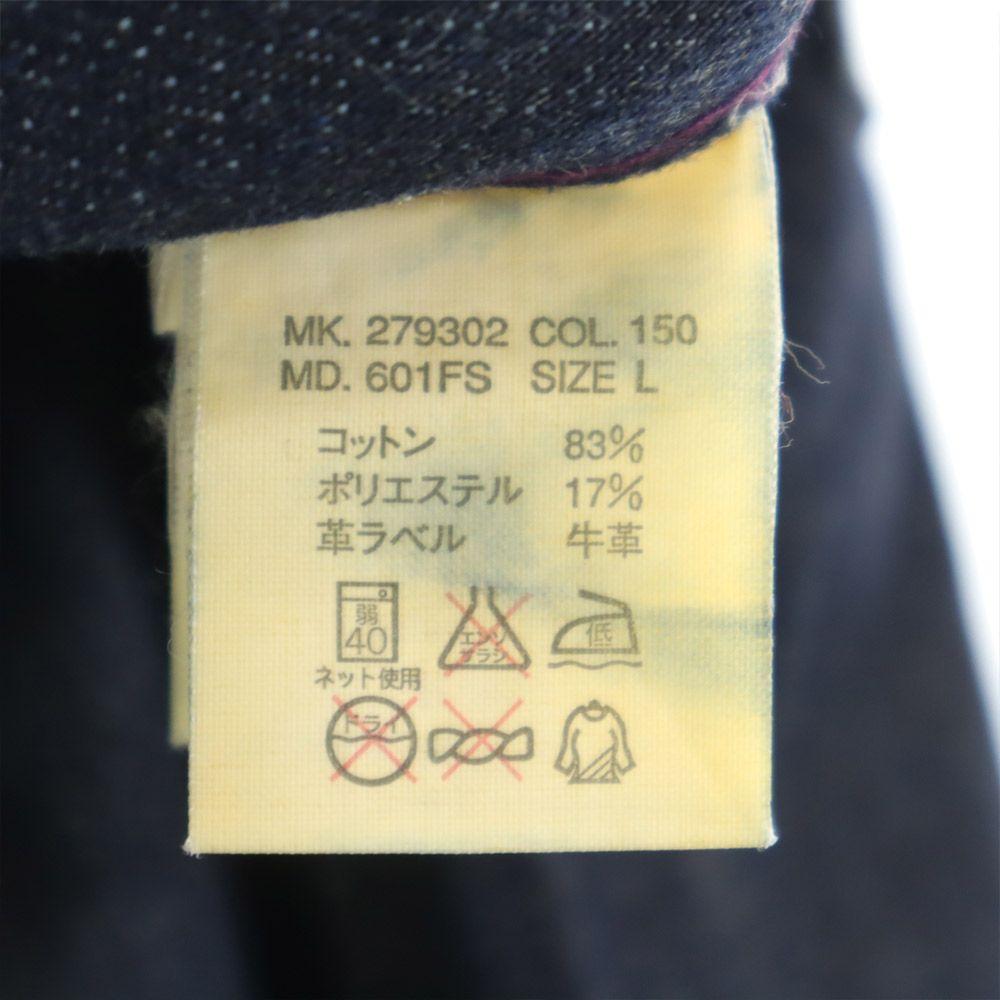 MK. 279302 COL. 150
MD. 601FS SIZE L
コットン 83%
ポリエステル 17%
革ラベル 牛革
弱 40
エンソ サラシ
低
ネット使用
ドライ